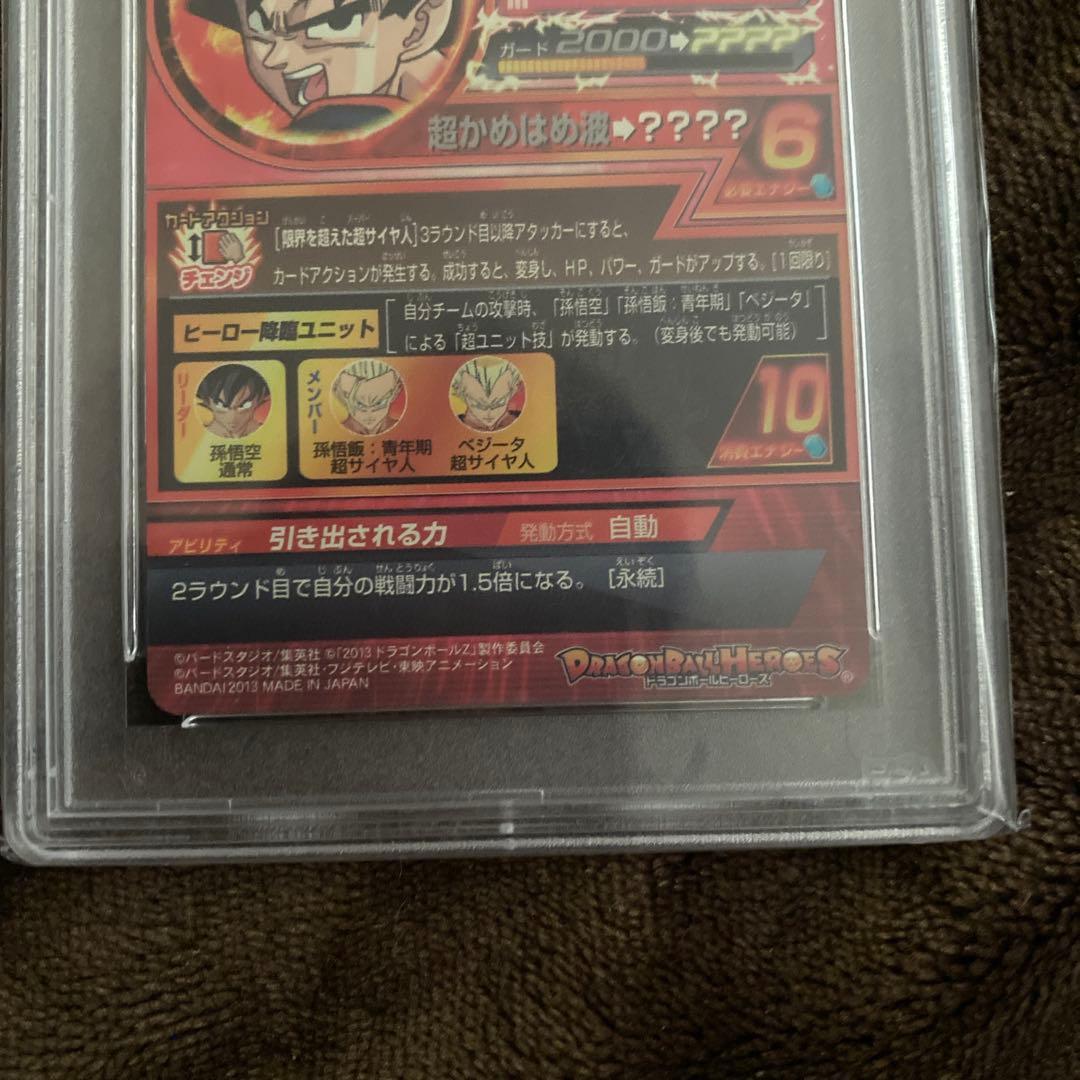 ガード 2000➡????
超かめはめ波➡????
6
必要エナジー
カードアクション
チェンジ
[限界を超えた超サイヤ人]3ラウンド目以降アタッカーにすると、
カードアクションが発生する。成功すると、変身し、HP、パワー、ガードがアップする。[1回限り]
ヒーロー降臨ユニット
自分チームの攻撃時、「孫悟空」「孫悟飯：青年期」「ベジータ」
による「超ユニット技」が発動する。（変身後でも発動可能）
リーダー
孫悟空
通常
メンバー
孫悟飯：青年期
超サイヤ人
ベジータ
超サイヤ人
10
消費エナジー
アビリティ 引き出される力 発動方式 自動
2ラウンド目で自分の戦闘力が1.5倍になる。[永続]
©バードスタジオ/集英社 ©「2013 ドラゴンボールZ」製作委員会
©バードスタジオ/集英社・フジテレビ・東映アニメーション
BANDAI 2013 MADE IN JAPAN
DRAGONBALL HEROES®
ドラゴンボールヒーローズ